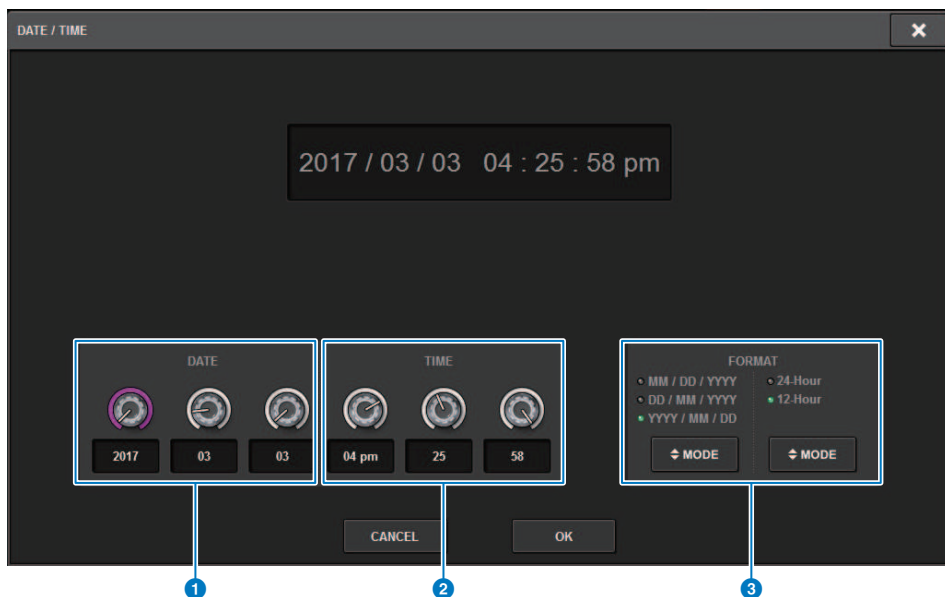 DATE / TIME
2017 / 03 / 03 04 : 25 : 58 pm
DATE
2017 03 03
TIME
04 pm 25 58
FORMAT
MM / DD / YYYY
DD / MM / YYYY
YYYY / MM / DD
MODE
24-Hour
12-Hour
MODE
CANCEL
OK
1
2
3